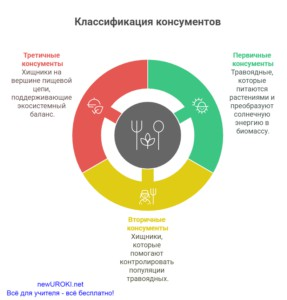 Классификация консументов
Третичные
консументы
Хищники на
вершине пищевой
цепи,
поддерживающие
экосистемный
баланс.
Первичные
консументы
Травоядные,
которые
питаются
растениями и
преобразуют
солнечную
энергию в
биомассу.
Вторичные
консументы
Хищники,
которые
помогают
контролировать
популяции
травоядных.
newUROKI.net
Всё для учителя - всё бесплатно!